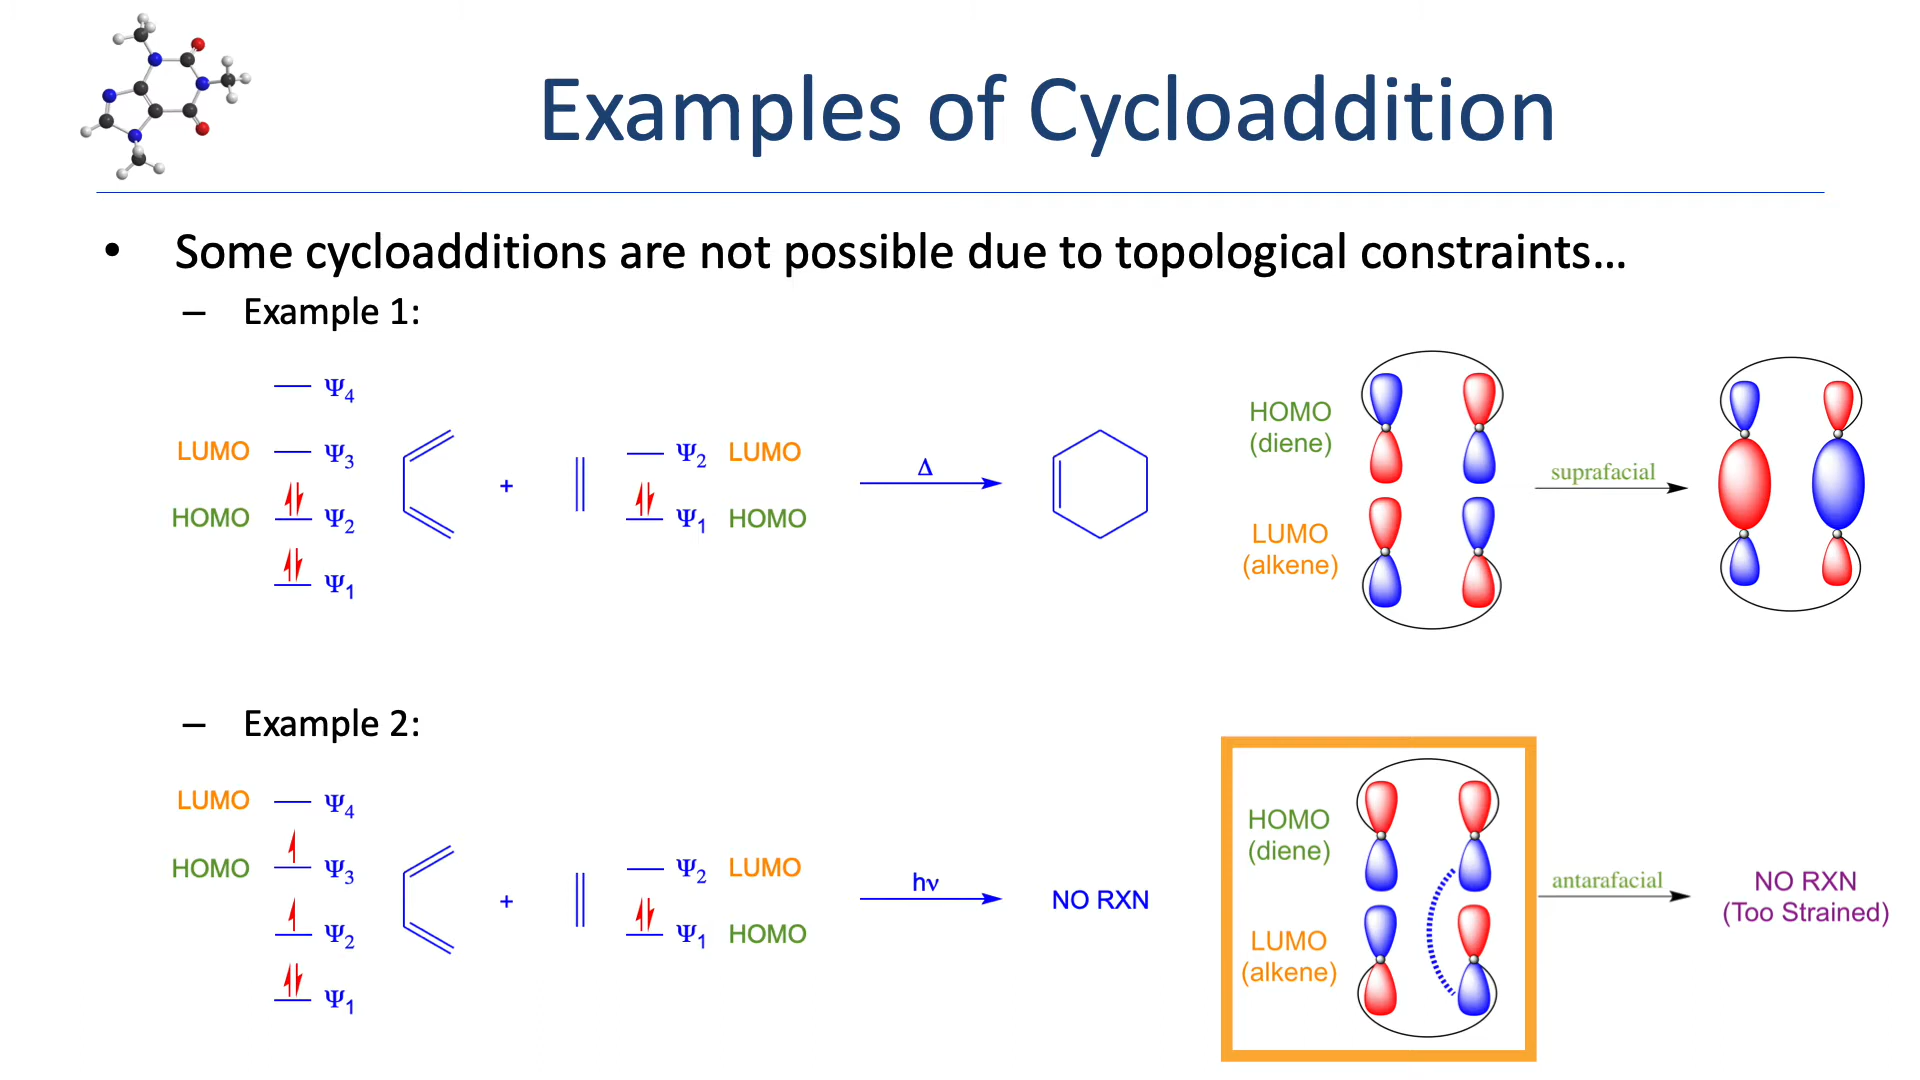 Examples of Cycloaddition
• Some cycloadditions are not possible due to topological constraints…
– Example 1:
Ψ4
LUMO Ψ3
HOMO Ψ2
Ψ1
+
Ψ2 LUMO
Ψ1 HOMO
Δ
HOMO
(diene)
LUMO
(alkene)
suprafacial
– Example 2:
LUMO Ψ4
HOMO Ψ3
Ψ2
Ψ1
+
Ψ2 LUMO
Ψ1 HOMO
hν
NO RXN
HOMO
(diene)
LUMO
(alkene)
antarafacial
NO RXN
(Too Strained)